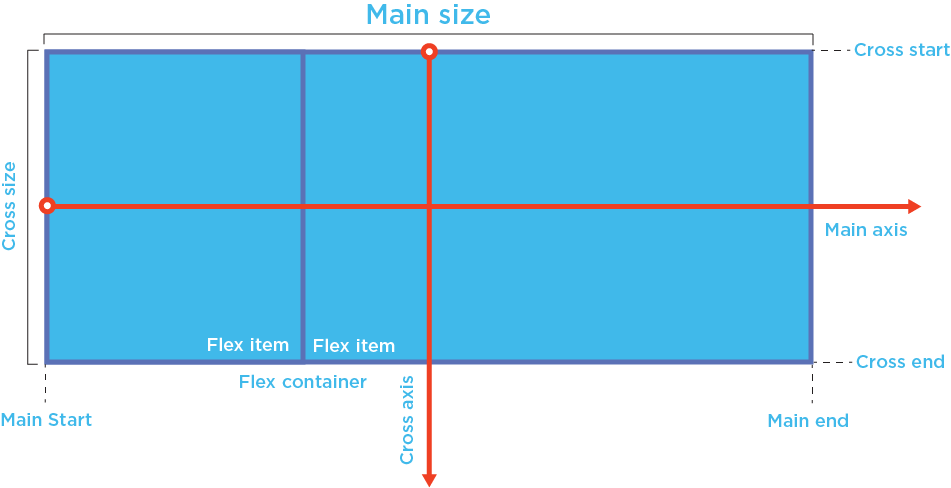 Main size
Cross start
Cross size
Main axis
Flex item
Flex item
Cross end
Flex container
Cross axis
Main Start
Main end